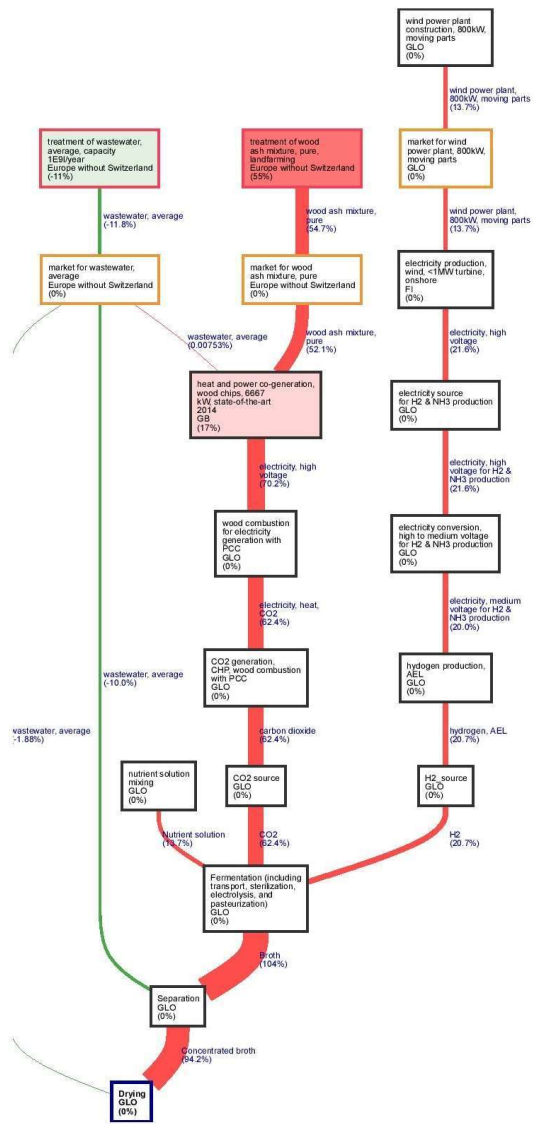 wind power plant
construction, 800kW,
moving parts
GLO
(0%)
wind power plant,
800kW, moving parts
(13.7%)
treatment of wastewater,
average, capacity
1E9l/year
Europe without Switzerland
(-11%)
treatment of wood
ash mixture, pure,
landfarming
Europe without Switzerland
(55%)
market for wind
power plant, 800kW,
moving parts
GLO
(0%)
wastewater, average
(-11.8%)
wood ash mixture,
pure
(54.7%)
wind power plant,
800kW, moving parts
(13.7%)
market for wastewater,
average
Europe without Switzerland
(0%)
market for wood
ash mixture, pure
Europe without Switzerland
(0%)
electricity production,
wind, <1MW turbine,
onshore
FI
(0%)
wastewater, average
(0.00753%)
wood ash mixture,
pure
(52.1%)
electricity, high
voltage
(21.6%)
heat and power co-generation,
wood chips, 6667
kW, state-of-the-art
2014
GB
(17%)
electricity source
for H2 & NH3 production
GLO
(0%)
electricity, high
voltage
(70.2%)
electricity, high
voltage for H2 &
NH3 production
(21.6%)
wood combustion
for electricity
generation with
PCC
GLO
(0%)
electricity conversion,
high to medium voltage
for H2 & NH3 production
GLO
(0%)
electricity, heat,
CO2
(62.4%)
electricity, medium
voltage for H2 &
NH3 production
(20.0%)
CO2 generation,
CHP, wood combustion
with PCC
GLO
(0%)
hydrogen production,
AEL
GLO
(0%)
wastewater, average
(-10.0%)
wastewater, average
-1.88%)
carbon dioxide
(62.4%)
hydrogen, AEL
(20.7%)
nutrient solution
mixing
GLO
(0%)
CO2 source
GLO
(0%)
H2_source
GLO
(0%)
Nutrient solution
(13.7%)
CO2
(62.4%)
H2
(20.7%)
Fermentation (including
transport, sterilization,
electrolysis, and
pasteurization)
GLO
(0%)
Broth
(104%)
Separation
GLO
(0%)
Concentrated broth
(94.2%)
Drying
GLO
(0%)